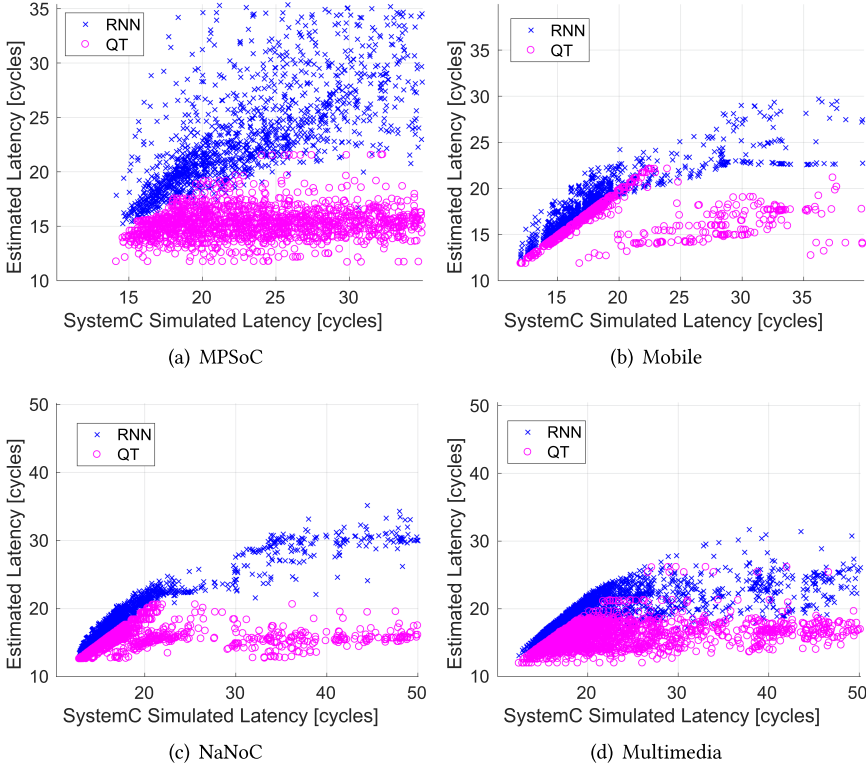 35
30
25
20
15
10
Estimated Latency [cycles]
RNN
QT
15 20 25 30
SystemC Simulated Latency [cycles]
(a) MPSoC
35
30
25
20
15
10
Estimated Latency [cycles]
RNN
QT
15 20 25 30 35
SystemC Simulated Latency [cycles]
(b) Mobile
50
40
30
20
10
Estimated Latency [cycles]
RNN
QT
20 30 40 50
SystemC Simulated Latency [cycles]
(c) NaNoC
50
40
30
20
10
Estimated Latency [cycles]
RNN
QT
20 30 40 50
SystemC Simulated Latency [cycles]
(d) Multimedia